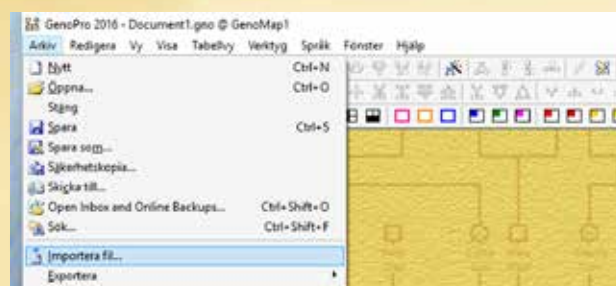 GenoPro 2016 - Document1.gno @ GenoMap1
Arkiv Redigera Vy Visa Tabellvy Verktyg Språk Fönster Hjälp
Nytt Ctrl+N
Öppna... Ctrl+O
Stäng
Spara Ctrl+S
Spara som...
Säkerhetskopia...
Skicka till...
Open Inbox and Online Backups... Ctrl+Shift+O
Sök... Ctrl+Shift+F
Importera fil...
Exportera